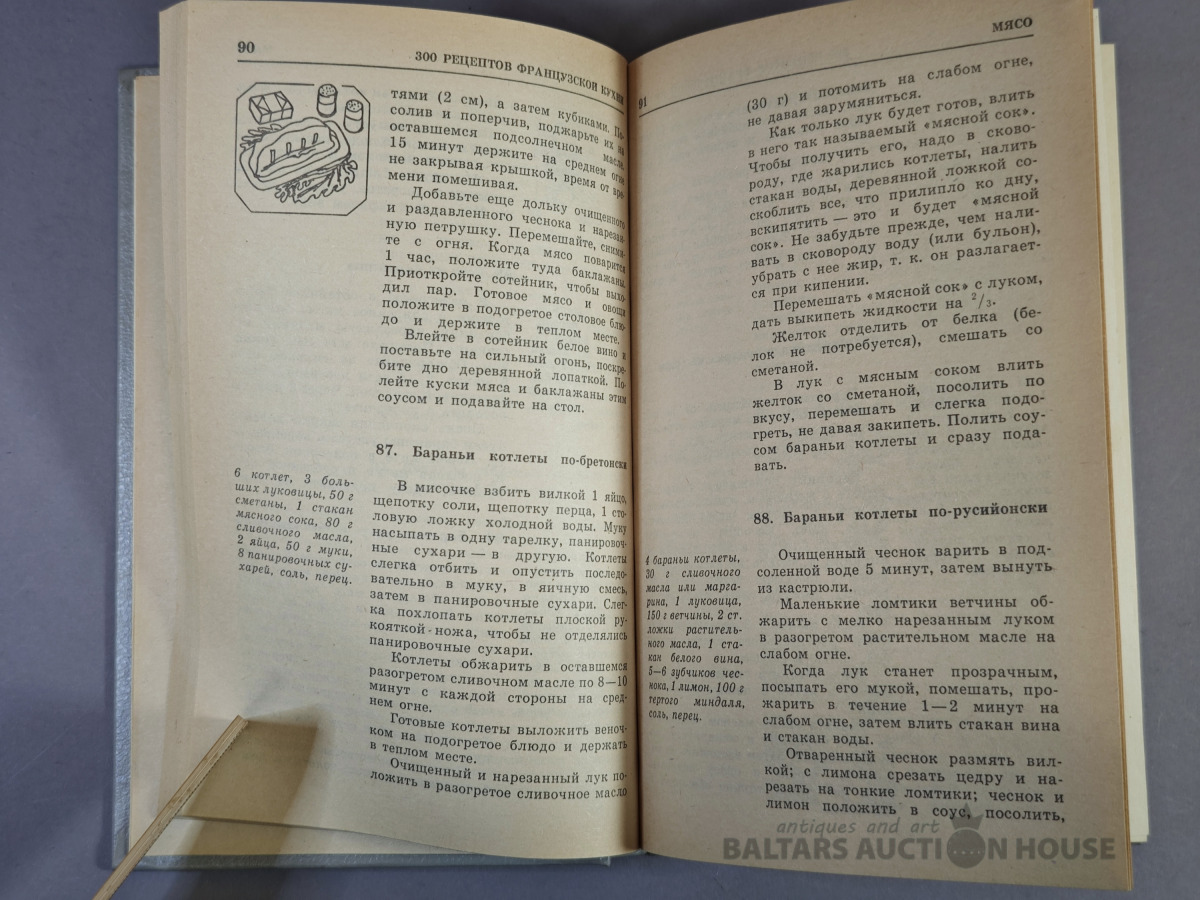 90
300 РЕЦЕПТОВ ФРАНЦУЗСКОЙ КУХНИ
тями (2 см), а затем кубиками. По-
солив и поперчив, поджарьте их на
оставшемся подсолнечном масле.
15 минут держите на среднем огне
не закрывая крышкой, время от вре-
мени помешивая.
Добавьте еще дольку очищенного
и раздавленного чеснока и нарезан-
ную петрушку. Перемешайте, сними-
те с огня. Когда мясо поварится
1 час, положите туда баклажаны.
Приоткройте сотейник, чтобы выхо-
дил пар. Готовое мясо и овощи
положите в подогретое столовое блю-
до и держите в теплом месте.
Влейте в сотейник белое вино и
поставьте на сильный огонь, поскре-
бите дно деревянной лопаткой. По-
лейте куски мяса и баклажаны этим
соусом и подавайте на стол.
87. Бараньи котлеты по-бретонски
6 котлет, 3 боль-
ших луковицы, 50 г
сметаны, 1 стакан
мясного сока, 80 г
сливочного масла,
2 яйца, 50 г муки,
8 панировочных су-
харей, соль, перец.
В мисочке взбить вилкой 1 яйцо,
щепотку соли, щепотку перца, 1 сто-
ловую ложку холодной воды. Муку
насыпать в одну тарелку, панировоч-
ные сухари — в другую. Котлеты
слегка отбить и опустить последо-
вательно в муку, в яичную смесь,
затем в панировочные сухари. Слег-
ка похлопать котлеты плоской ру-
кояткой ножа, чтобы не отделялись
панировочные сухари.
Котлеты обжарить в оставшемся
разогретом сливочном масле по 8—10
минут с каждой стороны на сред-
нем огне.
Готовые котлеты выложить веноч-
ком на подогретое блюдо и держать
в теплом месте.
Очищенный и нарезанный лук по-
ложить в разогретое сливочное масло
91
МЯСО
(30 г) и потомить на слабом огне,
не давая зарумяниться.
Как только лук будет готов, влить
в него так называемый «мясной сок».
Чтобы получить его, надо в сково-
роду, где жарились котлеты, налить
стакан воды, деревянной ложкой со-
скоблить все, что прилипло ко дну,
вскипятить — это и будет «мясной
сок». Не забудьте прежде, чем нали-
вать в сковороду воду (или бульон),
убрать с нее жир, т. к. он разлагает-
ся при кипении.
Перемешать «мясной сок» с луком,
дать выкипеть жидкости на 2/3.
Желток отделить от белка (бе-
лок не потребуется), смешать со
сметаной.
В лук с мясным соком влить
желток со сметаной, посолить по
вкусу, перемешать и слегка подо-
греть, не давая закипеть. Полить соу-
сом бараньи котлеты и сразу пода-
вать.
88. Бараньи котлеты по-русийонски
4 бараньи котлеты,
30 г сливочного
масла или марга-
рина, 1 луковица,
150 г ветчины, 2 ст.
ложки раститель-
ного масла, 1 ста-
кан белого вина,
5—6 зубчиков чес-
нока, 1 лимон, 100 г
тертого миндаля,
соль, перец.
Очищенный чеснок варить в под-
соленной воде 5 минут, затем вынуть
из кастрюли.
Маленькие ломтики ветчины об-
жарить с мелко нарезанным луком
в разогретом растительном масле на
слабом огне.
Когда лук станет прозрачным,
посыпать его мукой, помешать, про-
жарить в течение 1—2 минут на
слабом огне, затем влить стакан вина
и стакан воды.
Отваренный чеснок размять вил-
кой; с лимона срезать цедру и на-
резать на тонкие ломтики; чеснок и
лимон положить в соус, посолить,
antiques and art
BALTARS AUCTION HOUSE